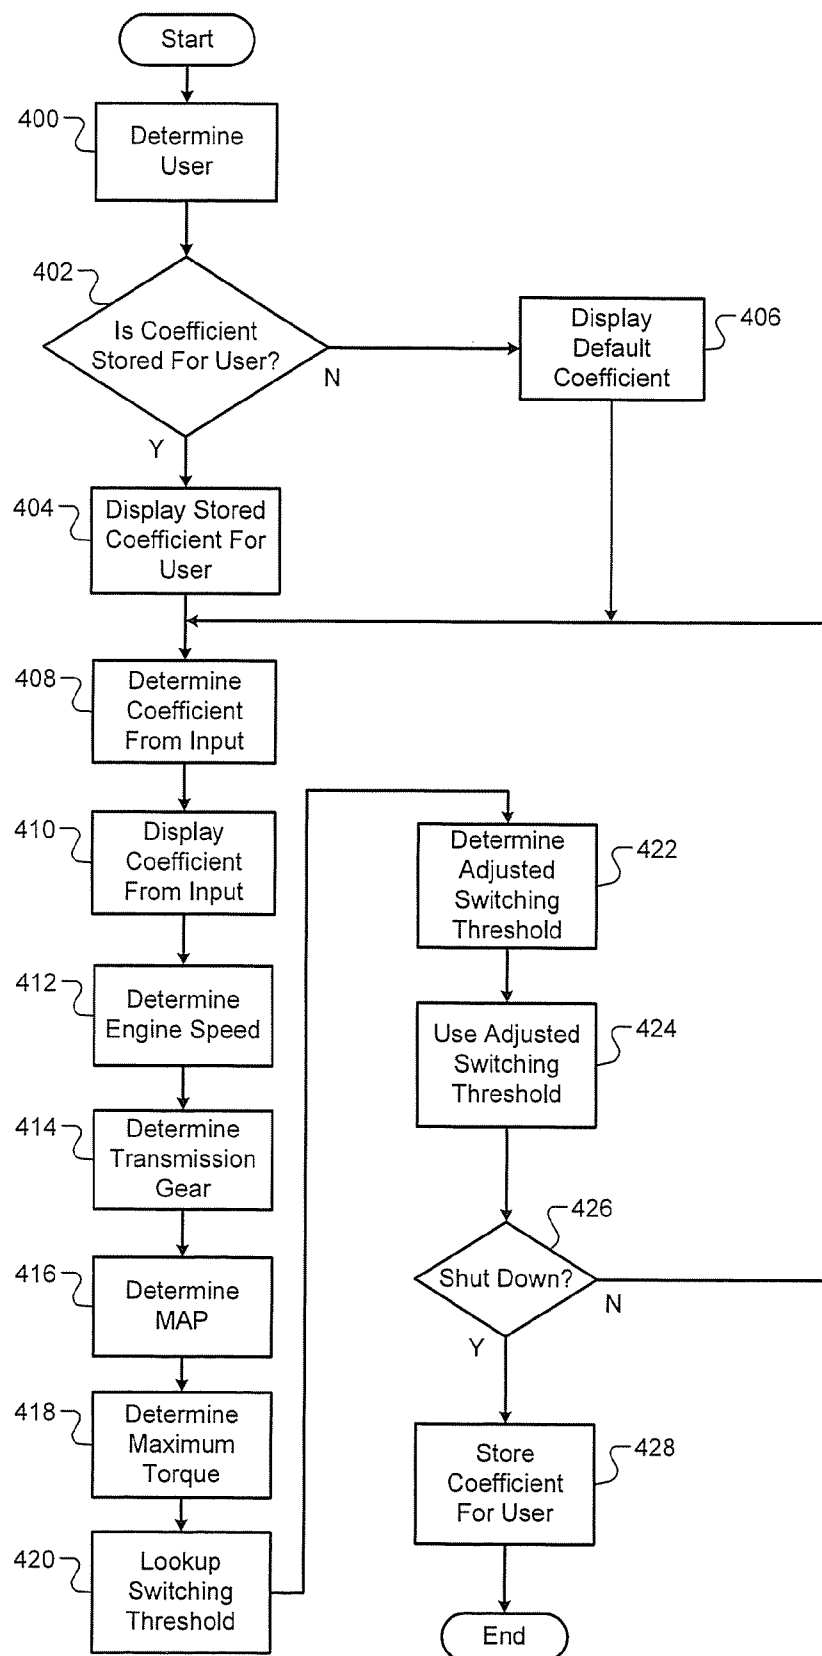 Start
400
Determine
User
402
Is Coefficient
Stored For User?
N
Y
Display
Default
Coefficient
406
404
Display Stored
Coefficient For
User
408
Determine
Coefficient
From Input
410
Display
Coefficient
From Input
412
Determine
Engine Speed
414
Determine
Transmission
Gear
416
Determine
MAP
418
Determine
Maximum
Torque
420
Lookup
Switching
Threshold
Determine
Adjusted
Switching
Threshold
422
Use Adjusted
Switching
Threshold
424
426
Shut Down?
N
Y
Store
Coefficient
For User
428
End